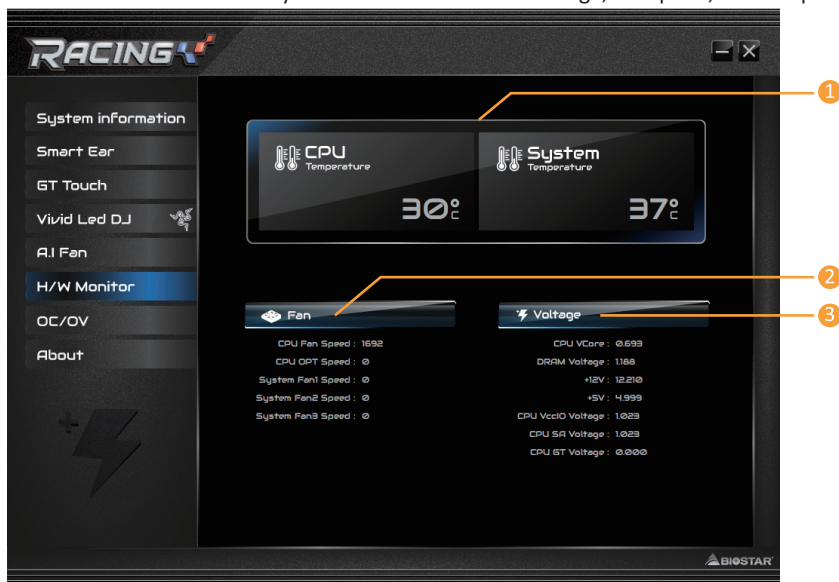 RACING
System information
Smart Ear
GT Touch
Vivid Led DJ
A.I Fan
H/W Monitor
OC/OV
About
CPU
Temperature
30°C
System
Temperature
37°C
1
2
3
Fan
CPU Fan Speed : 1692
CPU OPT Speed : 0
System Fan1 Speed : 0
System Fan2 Speed : 0
System Fan3 Speed : 0
Voltage
CPU VCore : 0.693
DRAM Voltage : 1.188
+12V : 12.210
+5V : 4.999
CPU VccIO Voltage : 1.023
CPU SA Voltage : 1.023
CPU GT Voltage : 0.000
BIOSTAR